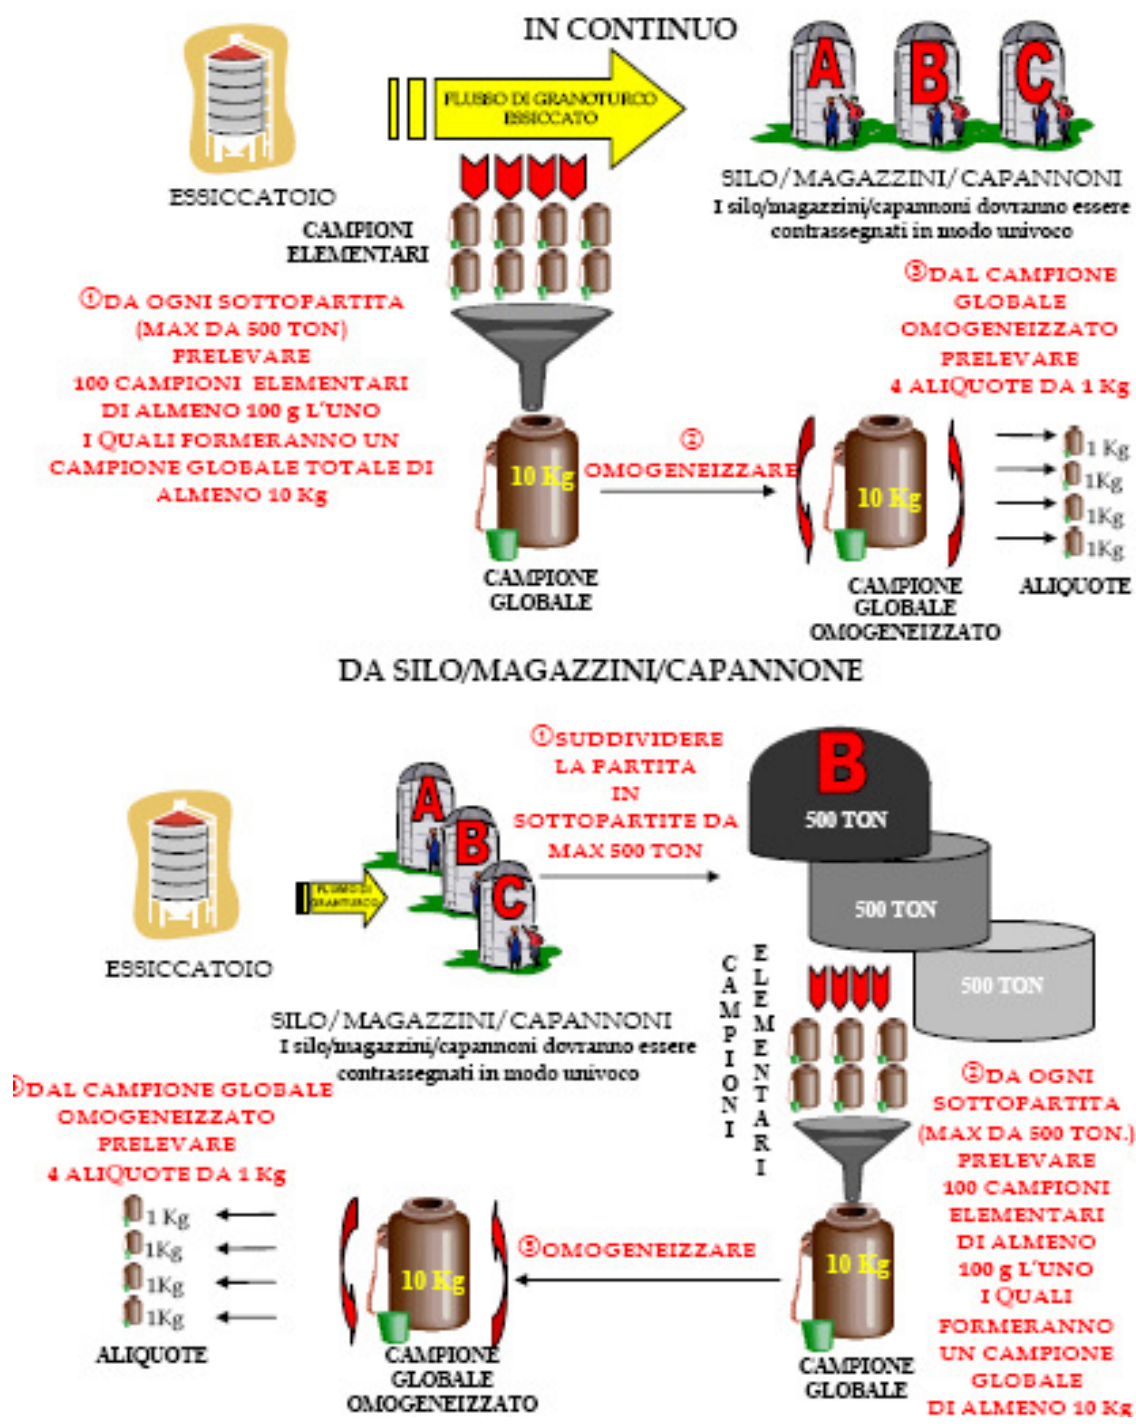 IN CONTINUO
FLUSSO DI GRANOTURCO
ESSICCATO
A
B
C
ESSICCATOIO
SILO/MAGAZZINI/CAPANNONI
I silo/magazzini/capannoni dovranno essere
contrassegnati in modo univoco
CAMPIONI
ELEMENTARI
①DA OGNI SOTTOPARTITA
(MAX DA 500 TON)
PRELEVARE
100 CAMPIONI ELEMENTARI
DI ALMENO 100 g L'UNO
I QUALI FORMERANNO UN
CAMPIONE GLOBALE TOTALE DI
ALMENO 10 Kg
10 Kg
CAMPIONE
GLOBALE
②
OMOGENEIZZARE
10 Kg
CAMPIONE
GLOBALE
OMOGENEIZZATO
③DAL CAMPIONE
GLOBALE
OMOGENEIZZATO
PRELEVARE
4 ALIQUOTE DA 1 Kg
1 Kg
1Kg
1Kg
1Kg
ALIQUOTE
DA SILO/MAGAZZINI/CAPANNONE
ESSICCATOIO
FLUSSO DI
GRANTURCO
A
B
C
SILO/MAGAZZINI/CAPANNONI
I silo/magazzini/capannoni dovranno essere
contrassegnati in modo univoco
①SUDDIVIDERE
LA PARTITA
IN
SOTTOPARTITE DA
MAX 500 TON
B
500 TON
500 TON
500 TON
CAMPIONI
ELEMENTARI
②DA OGNI
SOTTOPARTITA
(MAX DA 500 TON.)
PRELEVARE
100 CAMPIONI
ELEMENTARI
DI ALMENO
100 g L'UNO
I QUALI
FORMERANNO
UN CAMPIONE
GLOBALE
DI ALMENO 10 Kg
10 Kg
CAMPIONE
GLOBALE
③OMOGENEIZZARE
10 Kg
CAMPIONE
GLOBALE
OMOGENEIZZATO
DAL CAMPIONE GLOBALE
OMOGENEIZZATO
PRELEVARE
4 ALIQUOTE DA 1 Kg
1 Kg
1Kg
1Kg
1Kg
ALIQUOTE